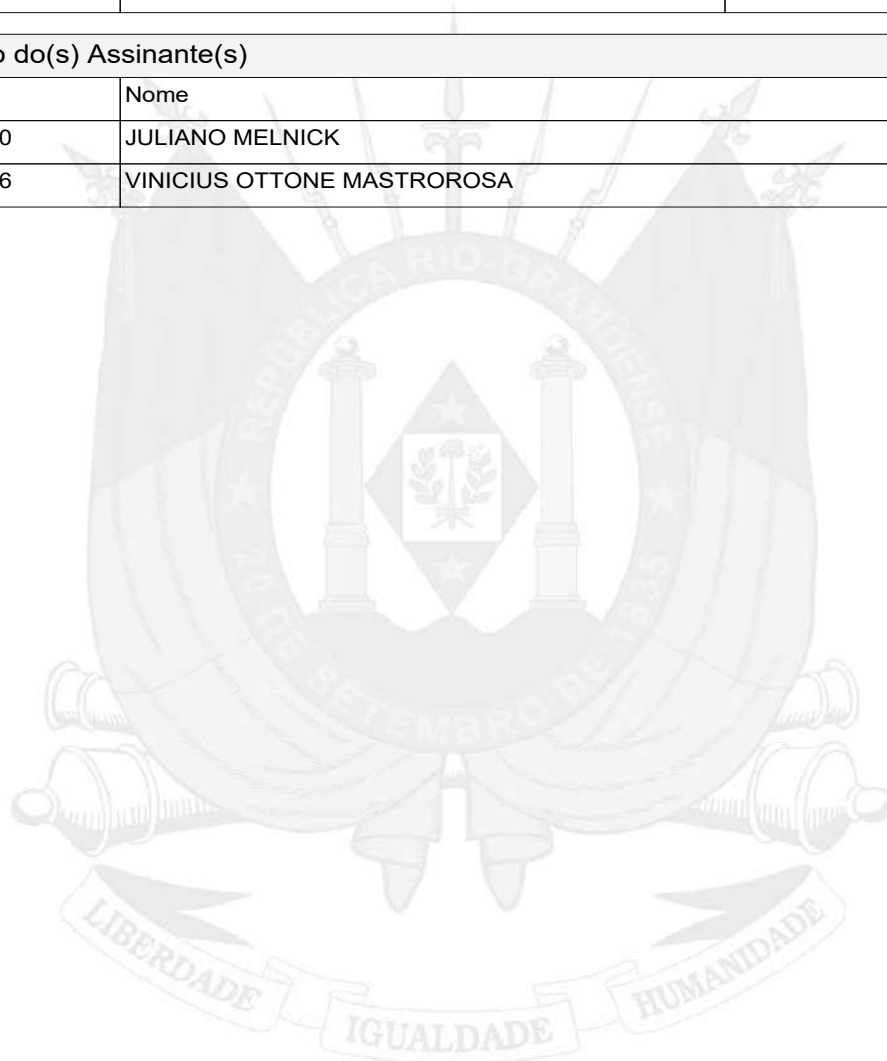 o do(s) Assinante(s)
Nome
0 JULIANO MELNICK
6 VINICIUS OTTONE MASTROROSA
REPÚBLICA RIO-GRANDENSE
20 DE SETEMBRO DE 1835
LIBERDADE IGUALDADE HUMANIDADE